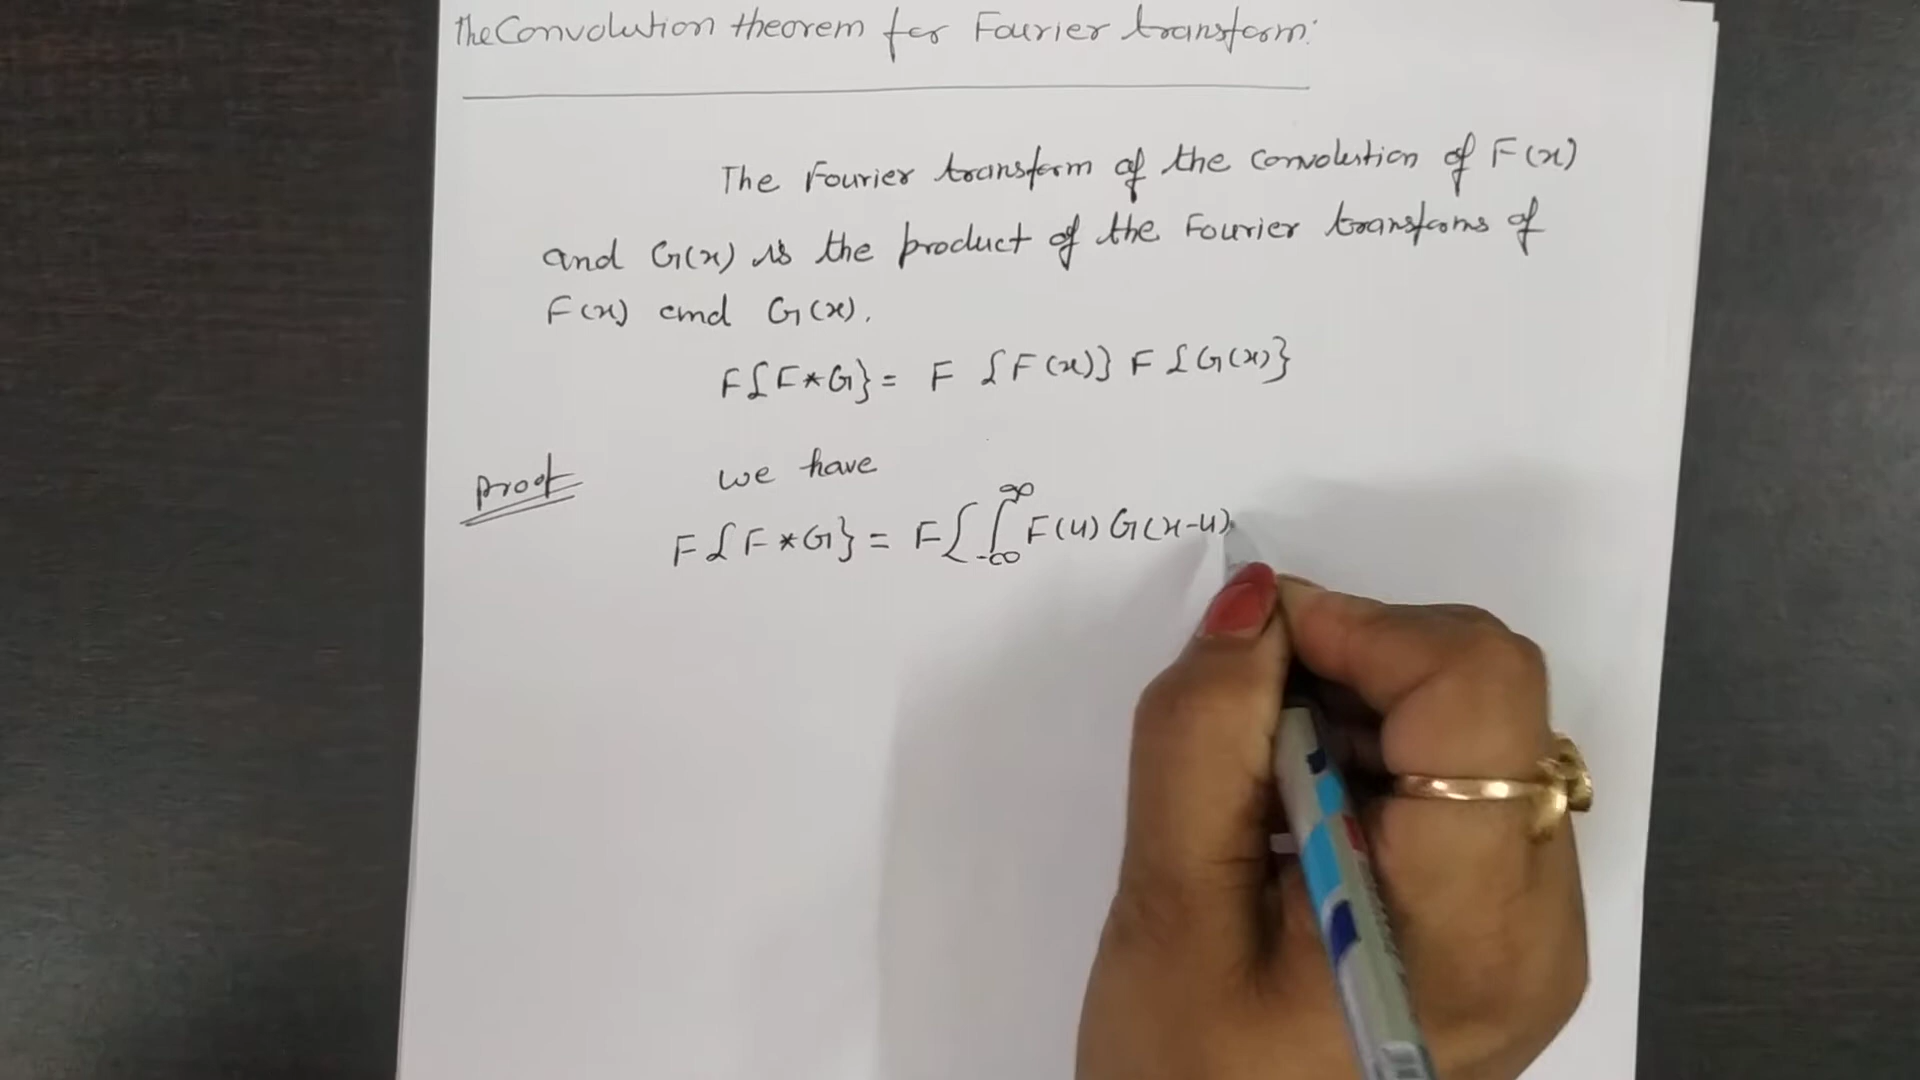 The Convolution theorem for Fourier transform:
The Fourier transform of the convolution of F(x)
and G(x) is the product of the Fourier transfoms of
F(x) and G(x).
F{F*G} = F {F(x)} F {G(x)}
Proof we have
F{F*G} = F{∫_{-∞}^{∞} F(u) G(x-u)